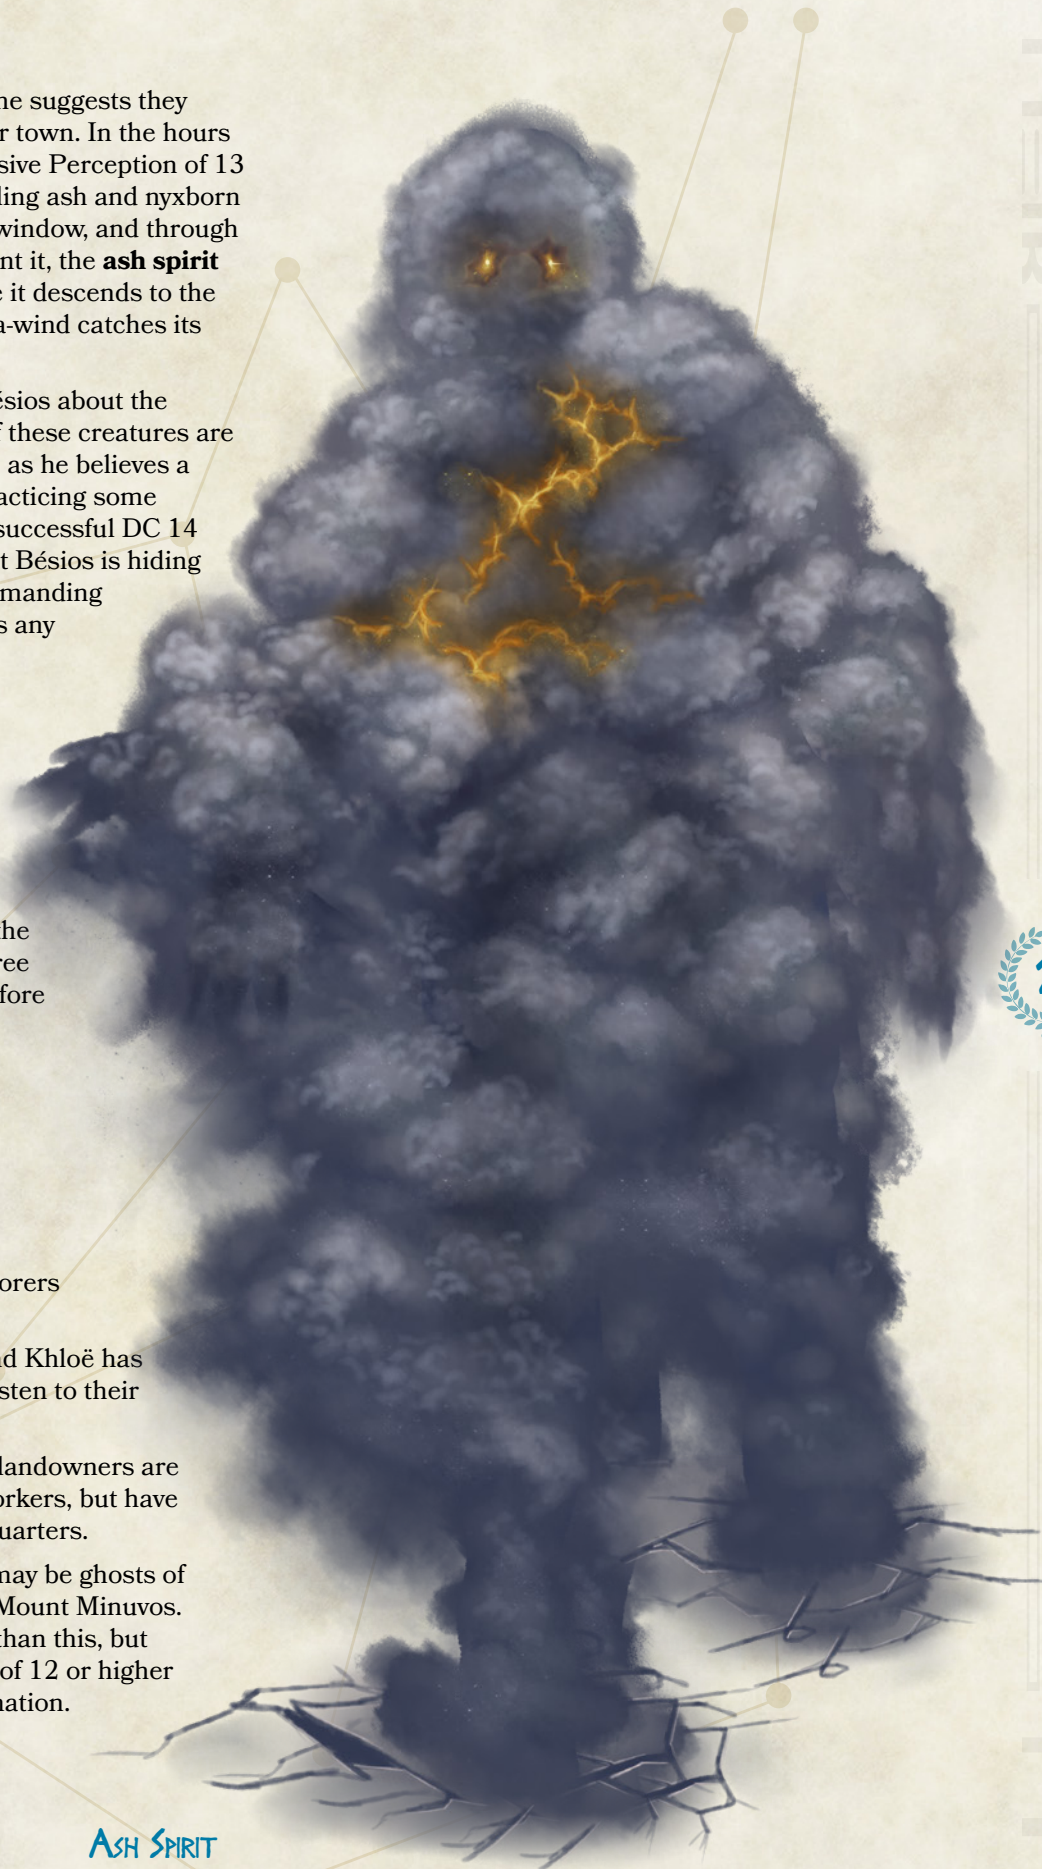 ne suggests they
r town. In the hours
sive Perception of 13
ling ash and nyxborn
window, and through
nt it, the ash spirit
e it descends to the
a-wind catches its
ésios about the
f these creatures are
, as he believes a
acticing some
successful DC 14
t Bésios is hiding
manding
s any
the
ree
fore
orers
nd Khloë has
sten to their
landowners are
orkers, but have
uarters.
may be ghosts of
Mount Minuvos.
than this, but
of 12 or higher
nation.
Ash Spirit